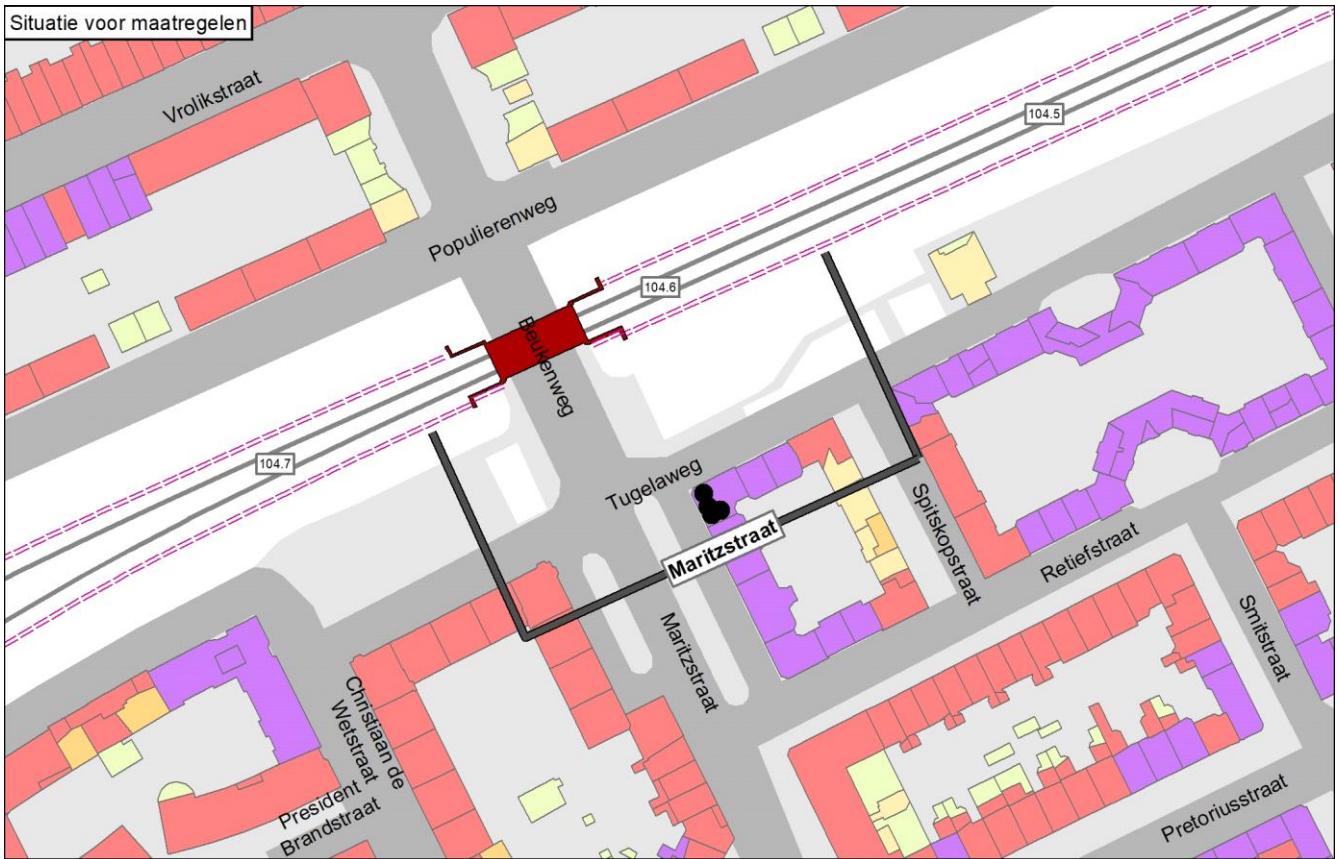 Situatie voor maatregelen
Vrolikstraat
104.5
Populierenweg
104.6
Beukenweg
104.7
Tugelaweg
Maritzstraat
Spitskopstraat
Retiefstraat
Maritzstraat
Smitstraat
Christiaan de
Wetstraat
President
Brandstraat
Pretoriusstraat